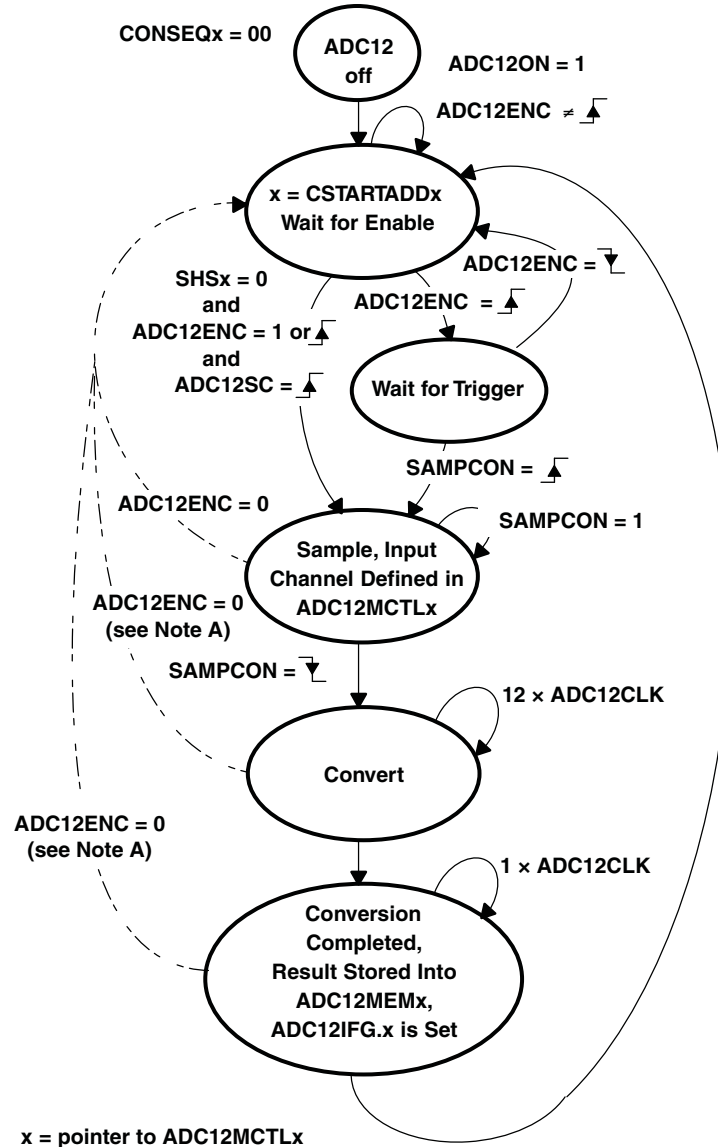 CONSEQx = 00
ADC12
off
ADC12ON = 1
ADC12ENC ≠
x = CSTARTADDx
Wait for Enable
SHSx = 0
and
ADC12ENC = 1 or
and
ADC12SC =
ADC12ENC =
ADC12ENC =
Wait for Trigger
SAMPCON =
ADC12ENC = 0
SAMPCON = 1
Sample, Input
Channel Defined in
ADC12MCTLx
ADC12ENC = 0
(see Note A)
SAMPCON =
12 × ADC12CLK
Convert
ADC12ENC = 0
(see Note A)
1 × ADC12CLK
Conversion
Completed,
Result Stored Into
ADC12MEMx,
ADC12IFG.x is Set
x = pointer to ADC12MCTLx